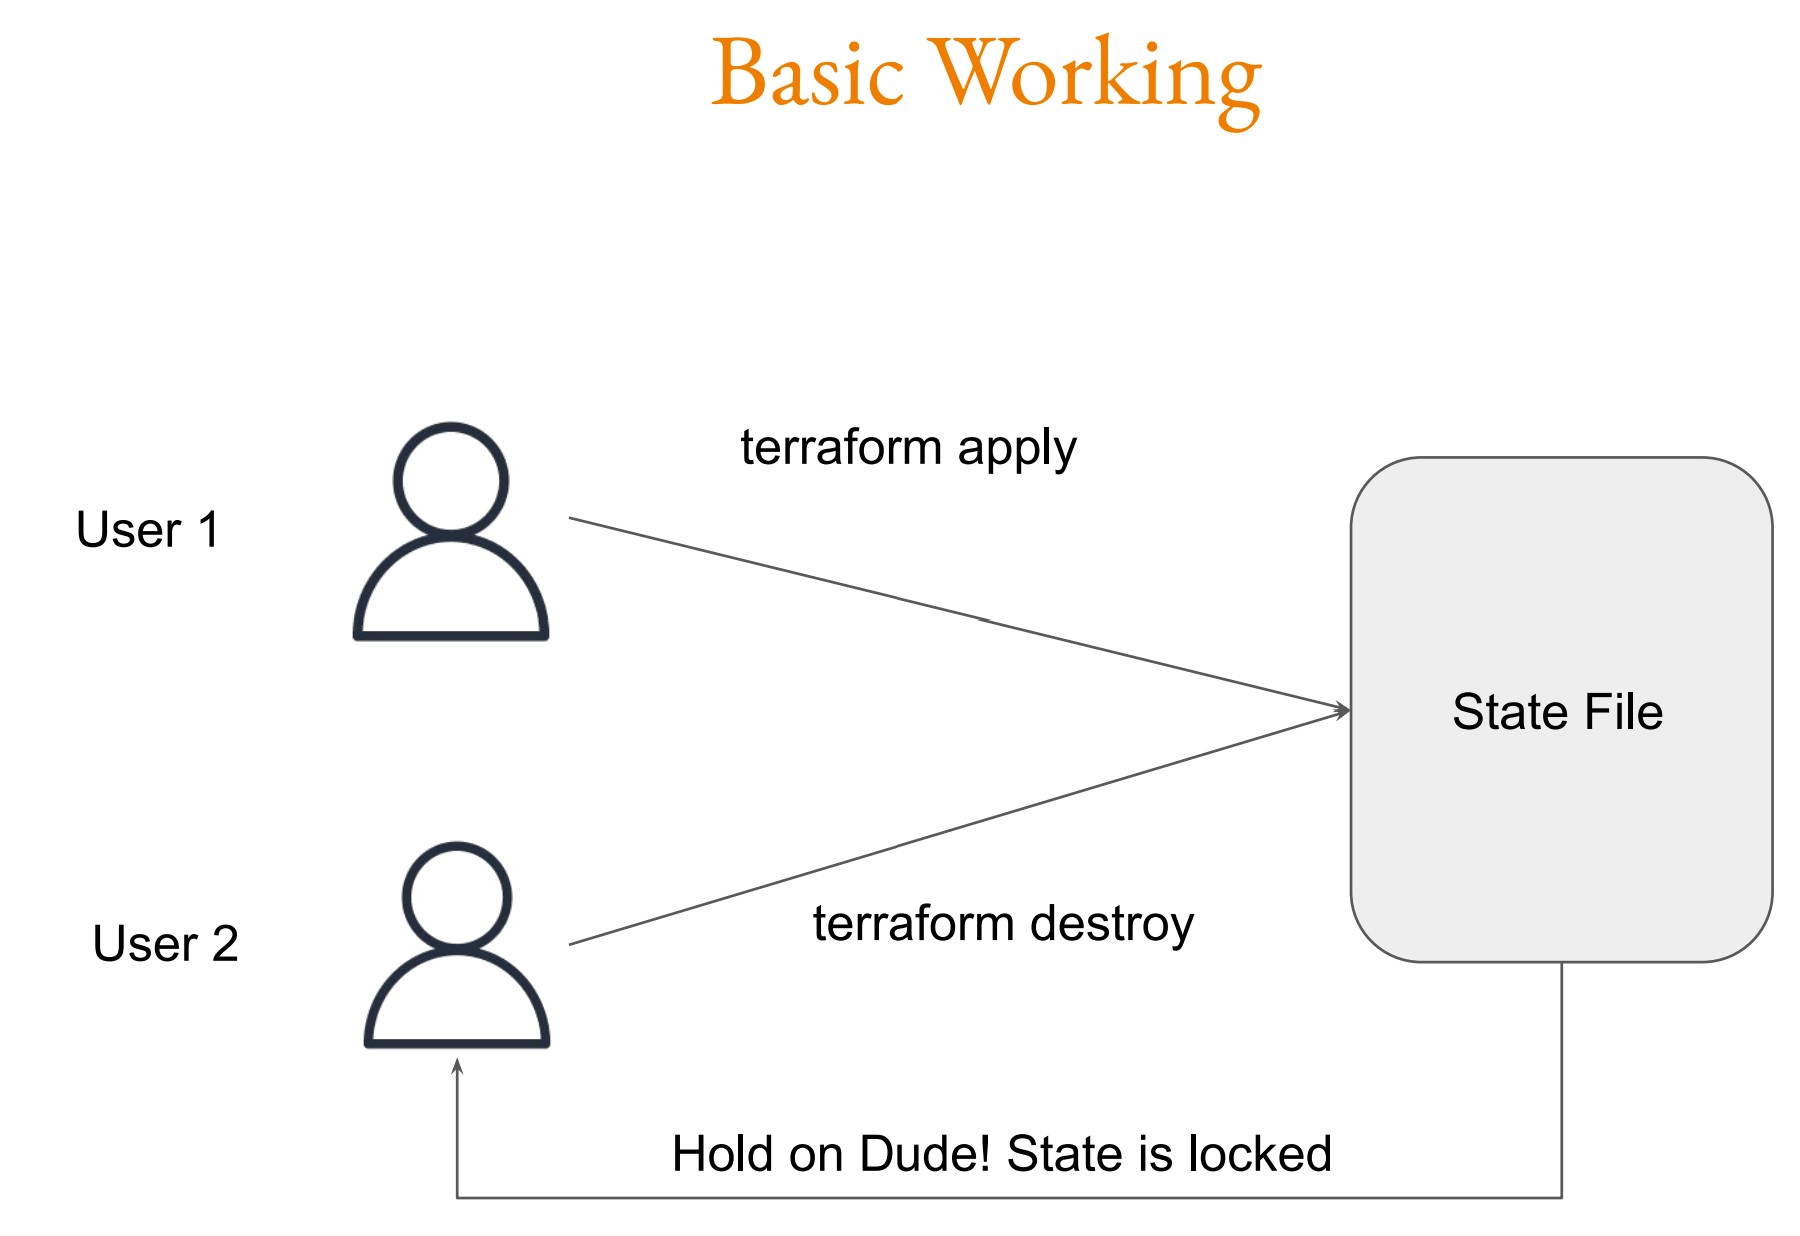 Basic Working
terraform apply
User 1
State File
terraform destroy
User 2
Hold on Dude! State is locked